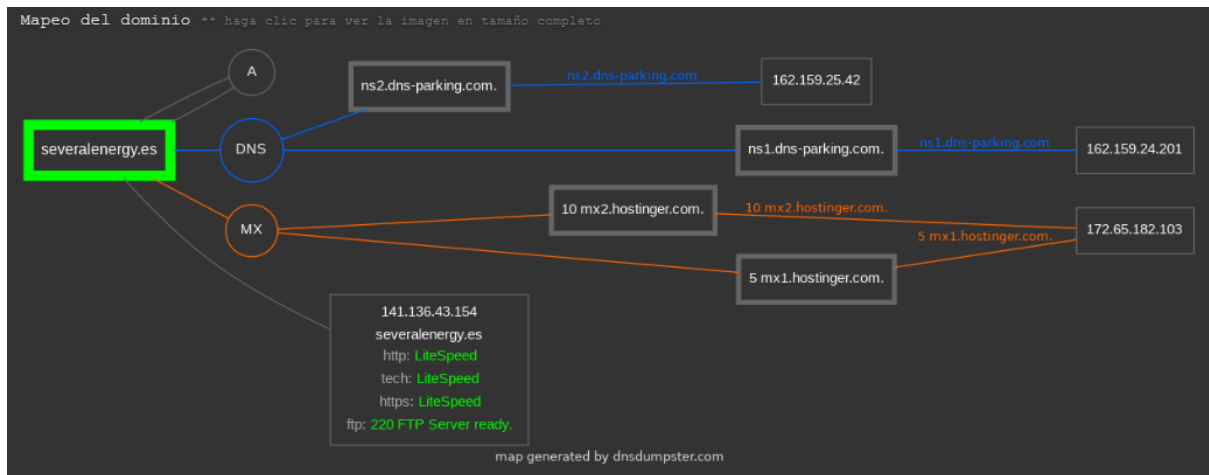 Mapeo del dominio ** haga clic para ver la imagen en tamaño completo
A
ns2.dns-parking.com.
ns2.dns-parking.com
162.159.25.42
severalenergy.es
DNS
ns1.dns-parking.com.
ns1.dns-parking.com
162.159.24.201
MX
10 mx2.hostinger.com.
10 mx2.hostinger.com.
5 mx1.hostinger.com.
172.65.182.103
5 mx1.hostinger.com.
141.136.43.154
severalenergy.es
http: LiteSpeed
tech: LiteSpeed
https: LiteSpeed
ftp: 220 FTP Server ready.
map generated by dnsdumpster.com